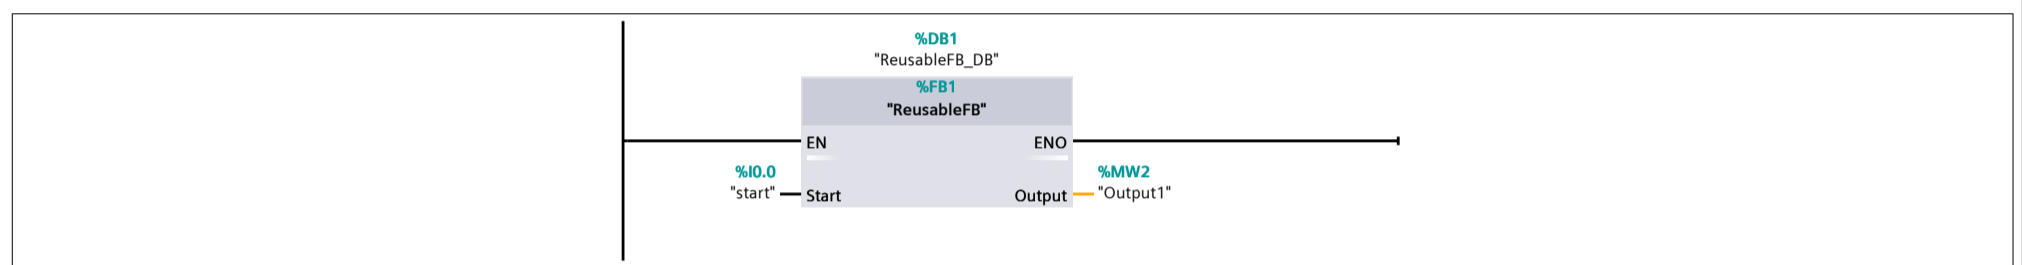 %DB1
"ReusableFB_DB"
%FB1
"ReusableFB"
EN ENO
%I0.0 %MW2
"start" Start Output "Output1"